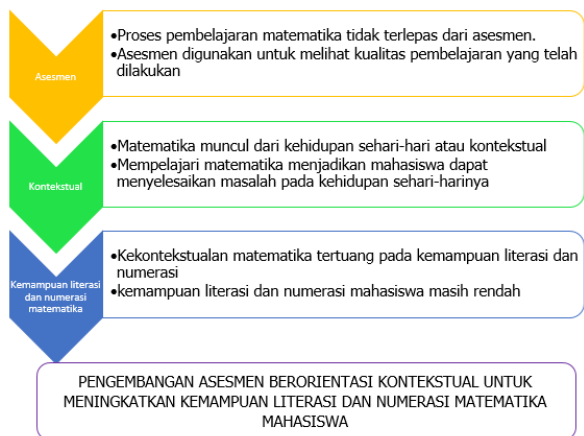 Asesmen
•Proses pembelajaran matematika tidak terlepas dari asesmen.
•Asesmen digunakan untuk melihat kualitas pembelajaran yang telah
dilakukan
Kontekstual
•Matematika muncul dari kehidupan sehari-hari atau kontekstual
•Mempelajari matematika menjadikan mahasiswa dapat
menyelesaikan masalah pada kehidupan sehari-harinya
Kemampuan literasi
dan numerasi
matematika
•Kekontekstualan matematika tertuang pada kemampuan literasi dan
numerasi
•kemampuan literasi dan numerasi mahasiswa masih rendah
PENGEMBANGAN ASESMEN BERORIENTASI KONTEKSTUAL UNTUK
MENINGKATKAN KEMAMPUAN LITERASI DAN NUMERASI MATEMATIKA
MAHASISWA